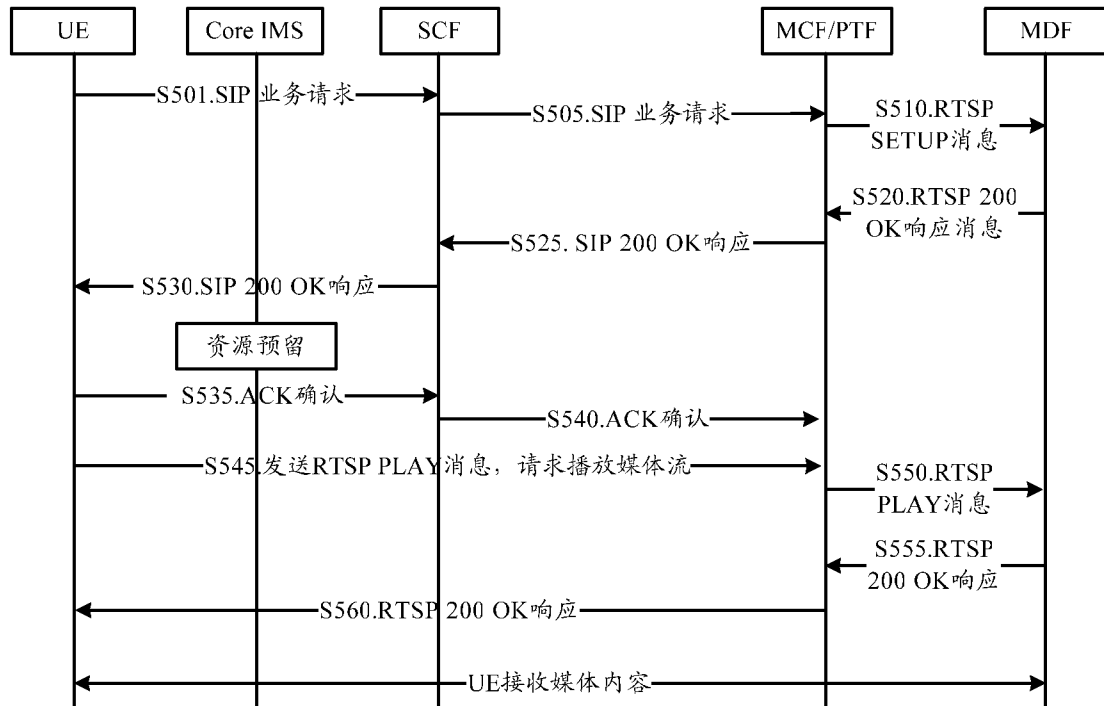 UE
Core IMS
SCF
MCF/PTF
MDF
S501.SIP 业务请求
S505.SIP 业务请求
S510.RTSP
SETUP消息
S520.RTSP 200
OK响应消息
S525. SIP 200 OK响应
S530.SIP 200 OK响应
资源预留
S535.ACK确认
S540.ACK确认
S545.发送RTSP PLAY消息，请求播放媒体流
S550.RTSP
PLAY消息
S555.RTSP
200 OK响应
S560.RTSP 200 OK响应
UE接收媒体内容